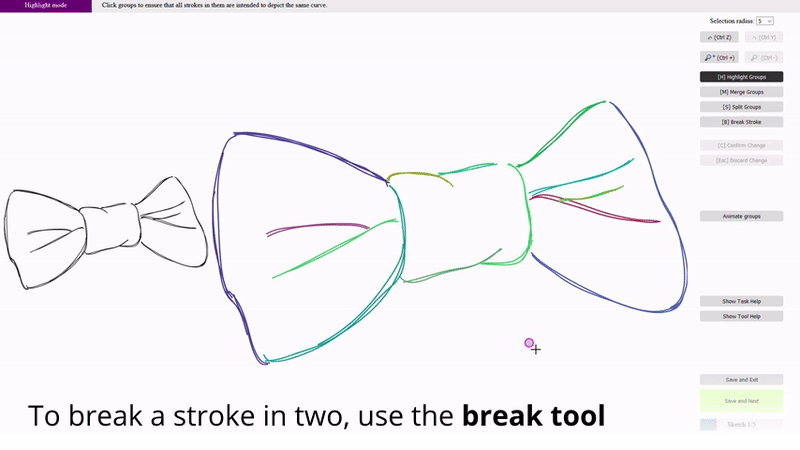 Highlight mode
Click groups to ensure that all strokes in them are intended to depict the same curve.
Selection radius: 5
(Ctrl Z)
(Ctrl Y)
(Ctrl +)
(Ctrl -)
[H] Highlight Groups
[M] Merge Groups
[S] Split Groups
[B] Break Stroke
[C] Confirm Change
[Esc] Discard Change
Animate groups
Show Task Help
Show Tool Help
Save and Exit
Save and Next
Sketch 1/5
To break a stroke in two, use the break tool